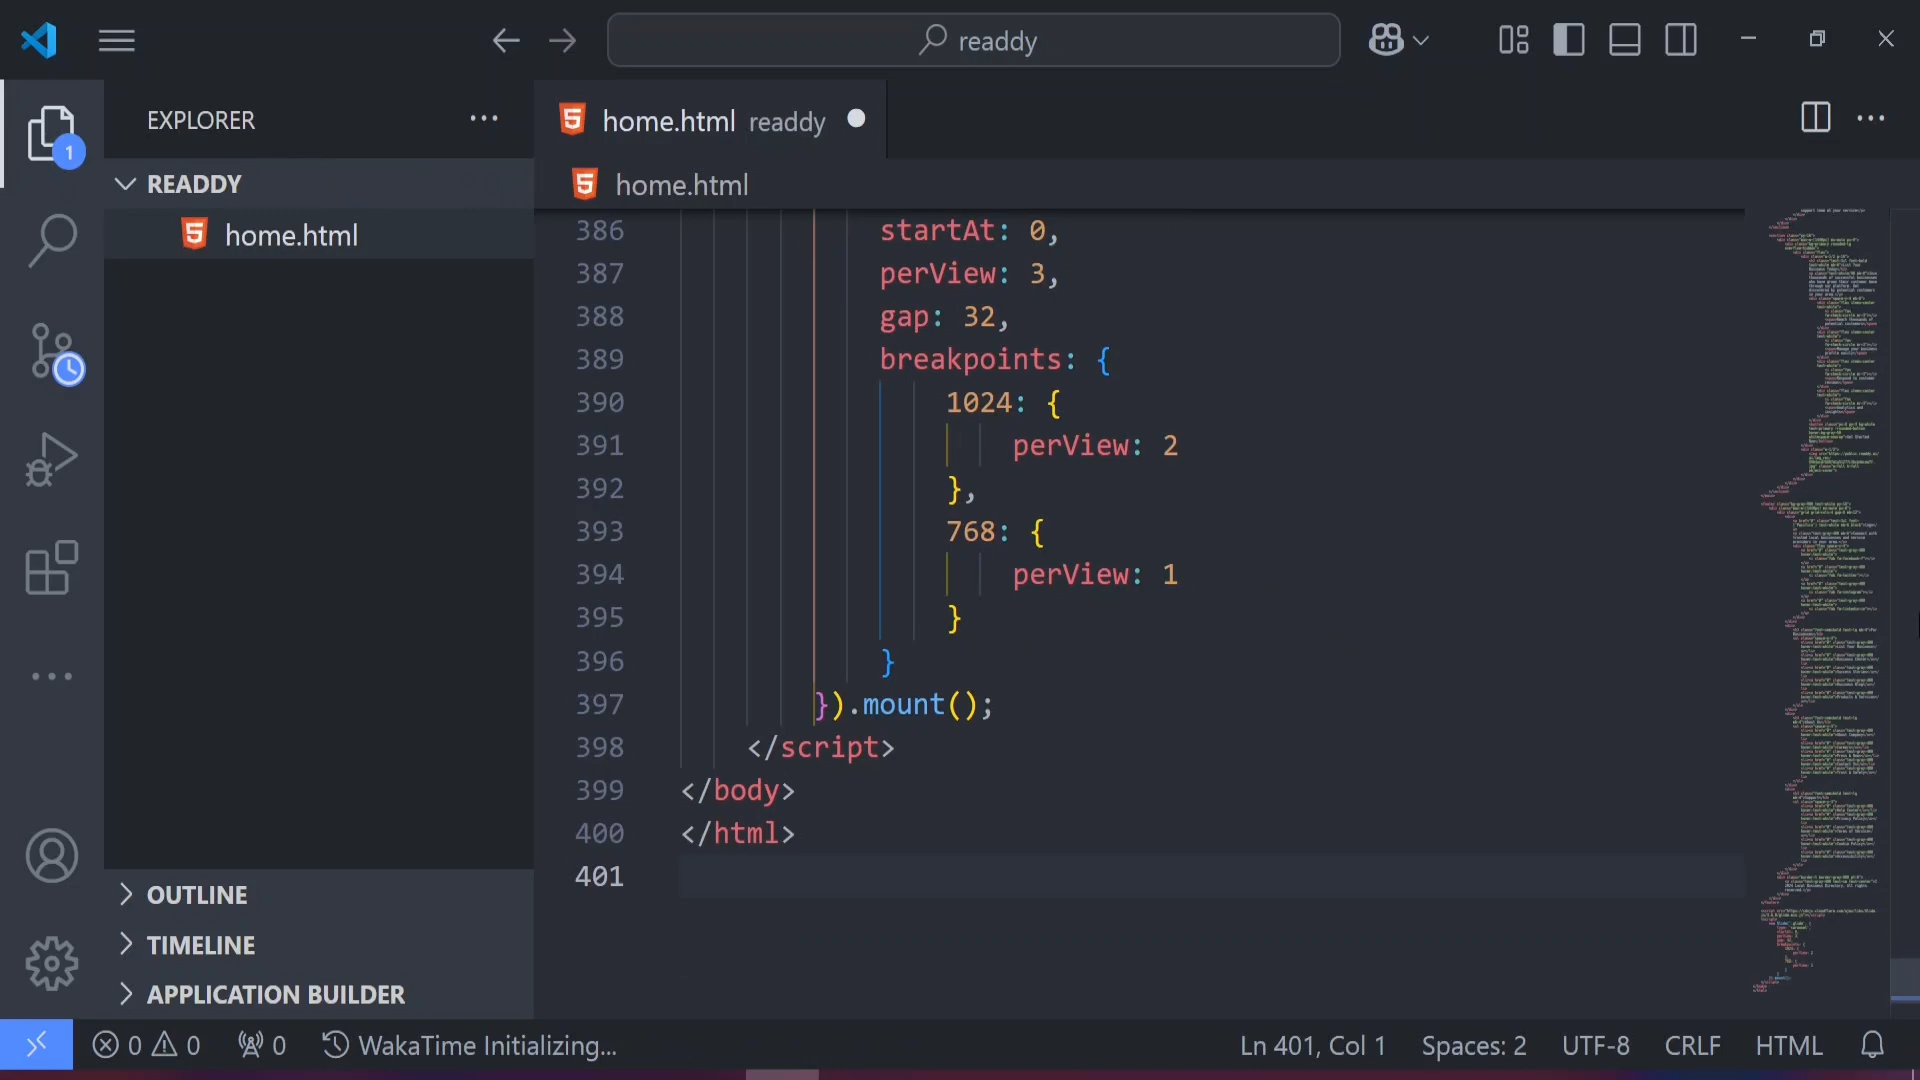 readdy
EXPLORER
home.html readdy
1
READDY
home.html
home.html
386 startAt: 0,
387 perView: 3,
388 gap: 32,
389 breakpoints: {
390 1024: {
391 perView: 2
392 },
393 768: {
394 perView: 1
395 }
396 }
397 }).mount();
398 </script>
399 </body>
400 </html>
401
OUTLINE
TIMELINE
APPLICATION BUILDER
0 0 0 WakaTime Initializing... Ln 401, Col 1 Spaces: 2 UTF-8 CRLF HTML